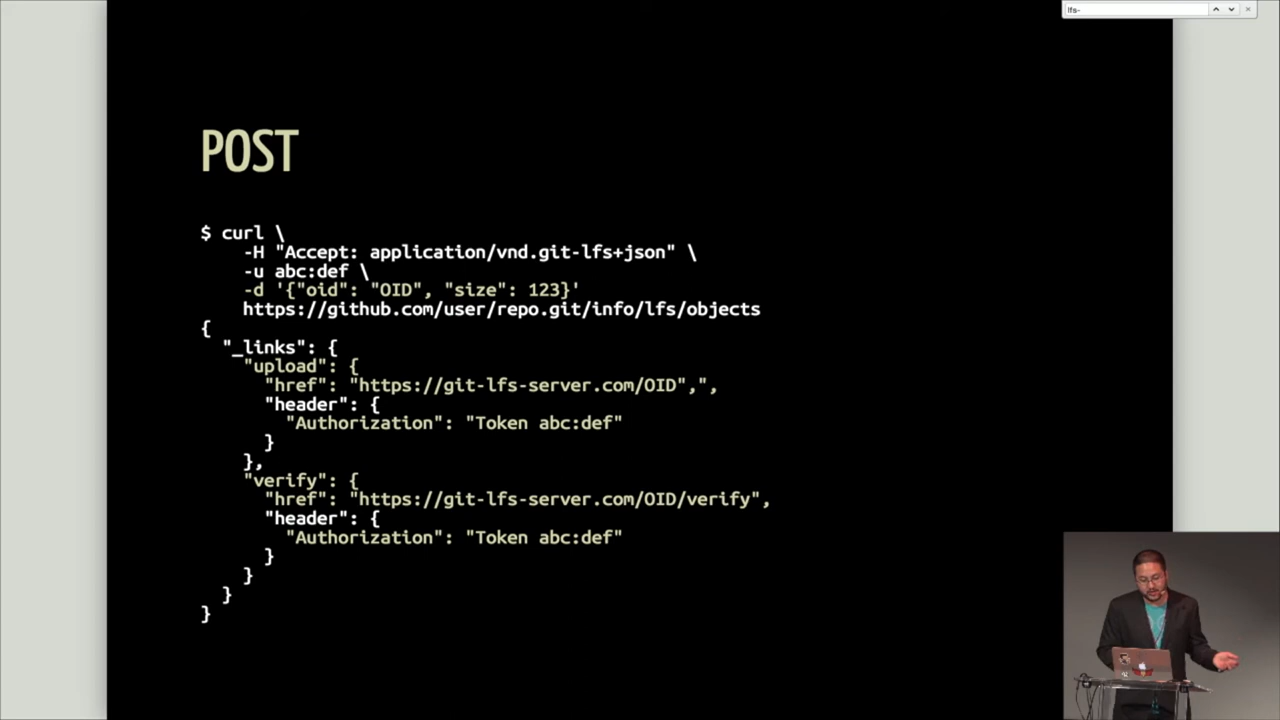 lfs-
POST
$ curl \
-H "Accept: application/vnd.git-lfs+json" \
-u abc:def \
-d '{"oid": "OID", "size": 123}'
https://github.com/user/repo.git/info/lfs/objects
{
"_links": {
"upload": {
"href": "https://git-lfs-server.com/OID",",
"header": {
"Authorization": "Token abc:def"
}
},
"verify": {
"href": "https://git-lfs-server.com/OID/verify",
"header": {
"Authorization": "Token abc:def"
}
}
}
}